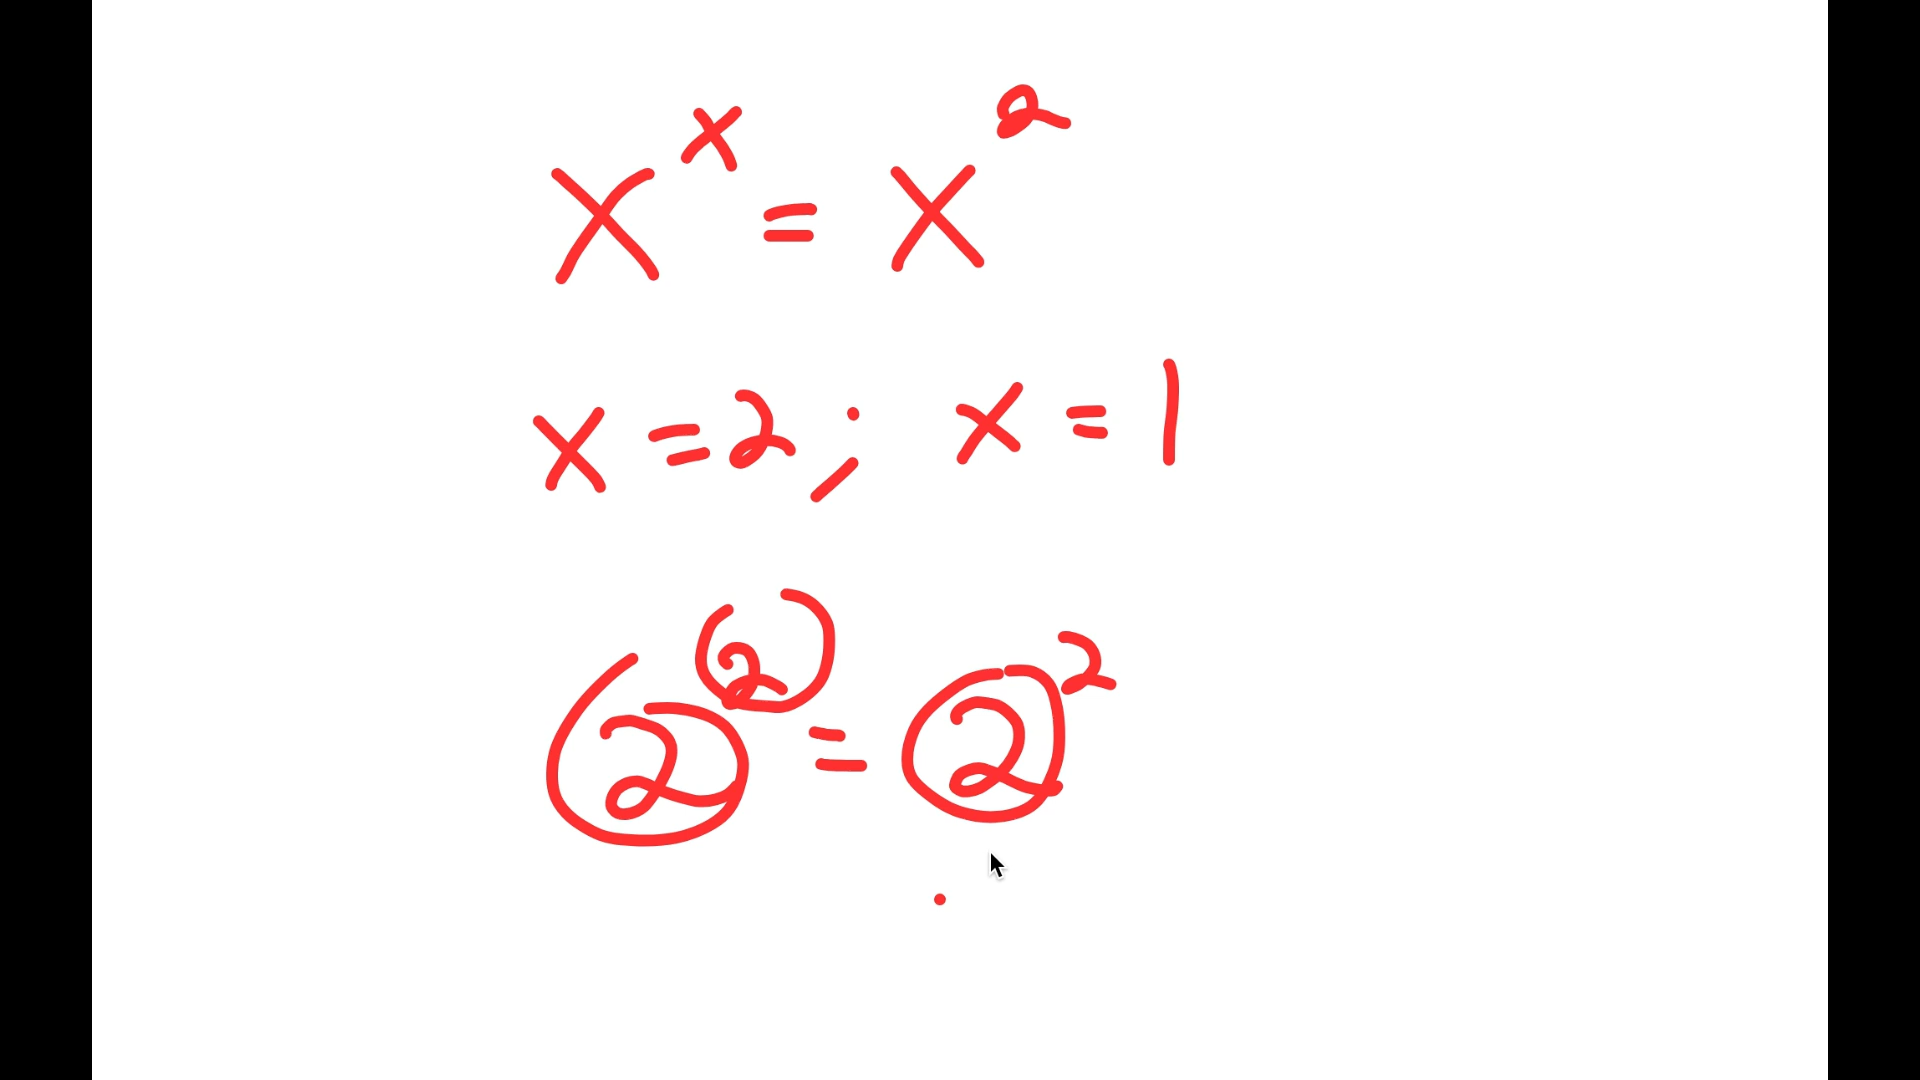 x^x = x^2
x = 2 ; x = 1
(2)^(2) = (2)^2